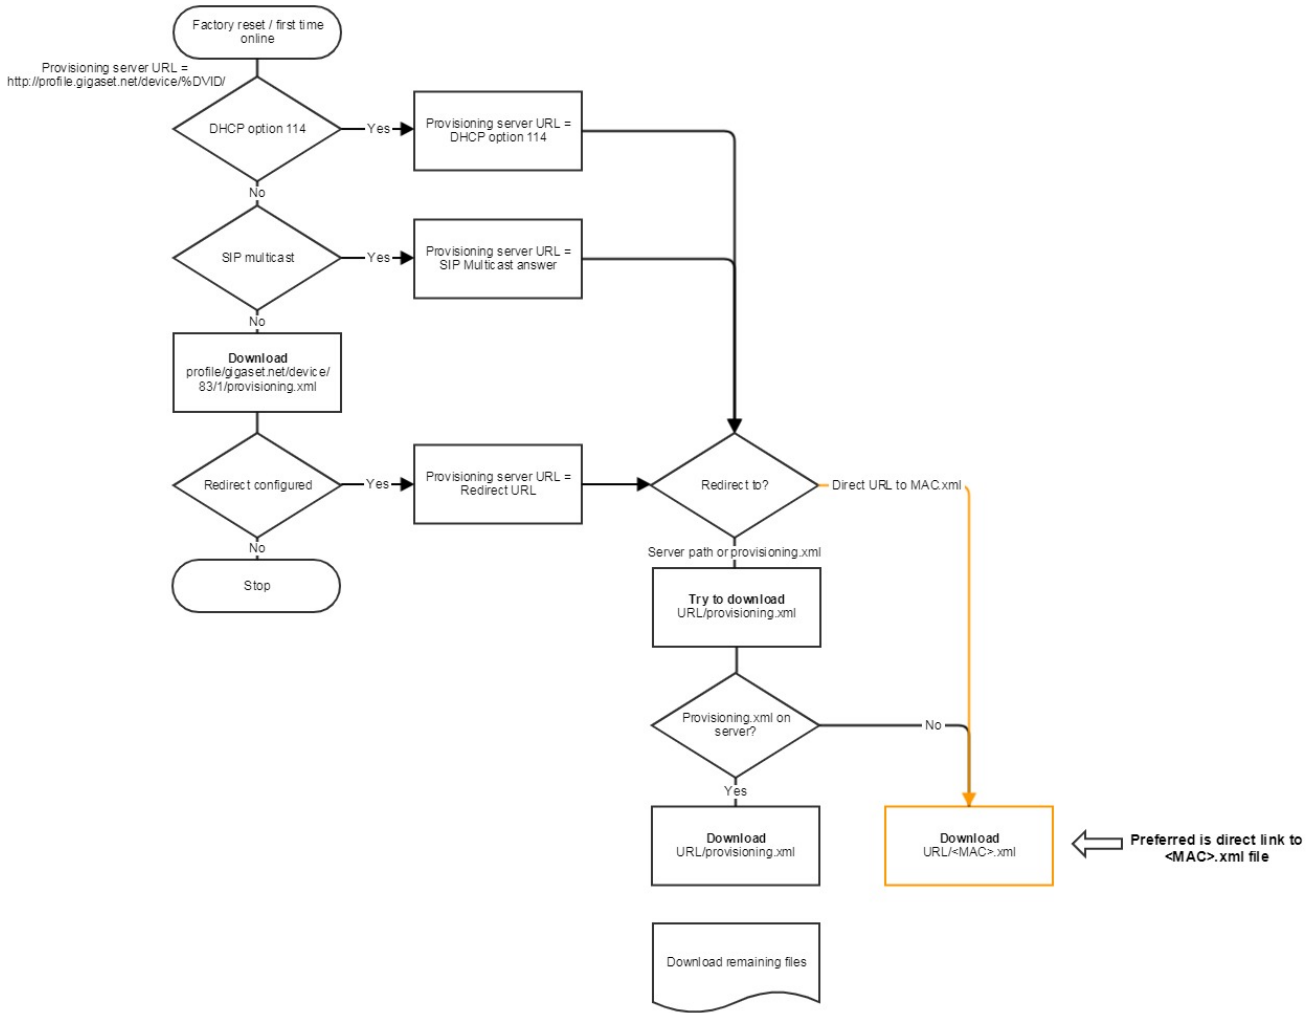 Factory reset / first time
online
Provisioning server URL =
http://profile.gigaset.net/device/%DVID/
DHCP option 114
Yes
Provisioning server URL =
DHCP option 114
No
SIP multicast
Yes
Provisioning server URL =
SIP Multicast answer
No
Download
profile/gigaset.net/device/
83/1/provisioning.xml
Redirect configured
Yes
Provisioning server URL =
Redirect URL
Redirect to?
Direct URL to MAC.xml
No
Stop
Server path or provisioning.xml
Try to download
URL/provisioning.xml
Provisioning.xml on
server?
No
Yes
Download
URL/provisioning.xml
Download
URL/<MAC>.xml
Preferred is direct link to
<MAC>.xml file
Download remaining files